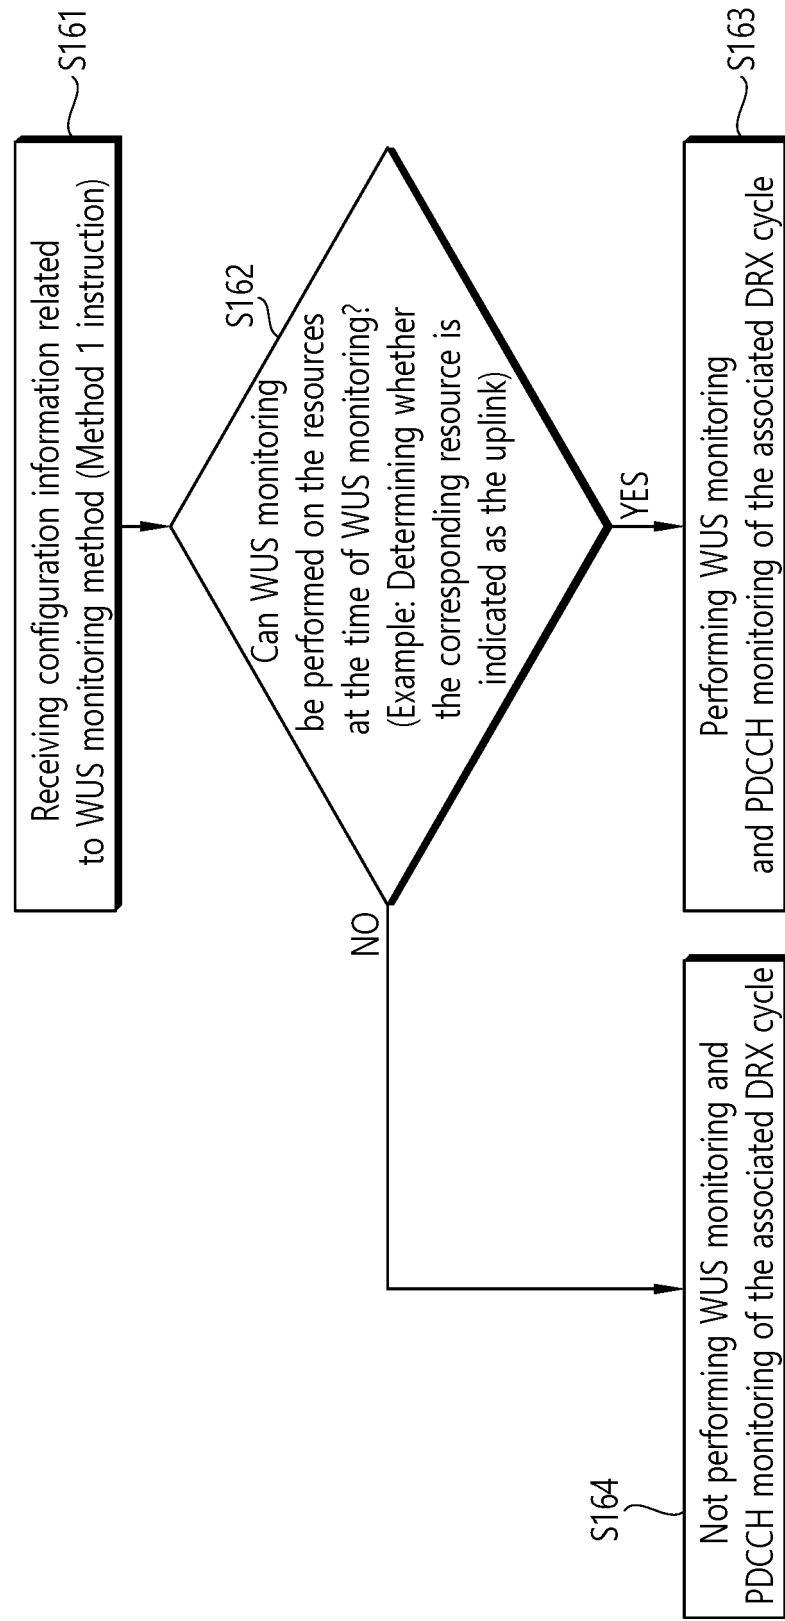 S161
Receiving configuration information related
to WUS monitoring method (Method 1 instruction)
S162
Can WUS monitoring
be performed on the resources
at the time of WUS monitoring?
(Example: Determining whether
the corresponding resource is
indicated as the uplink)
NO
YES
S163
Performing WUS monitoring
and PDCCH monitoring of the associated DRX cycle
S164
Not performing WUS monitoring and
PDCCH monitoring of the associated DRX cycle